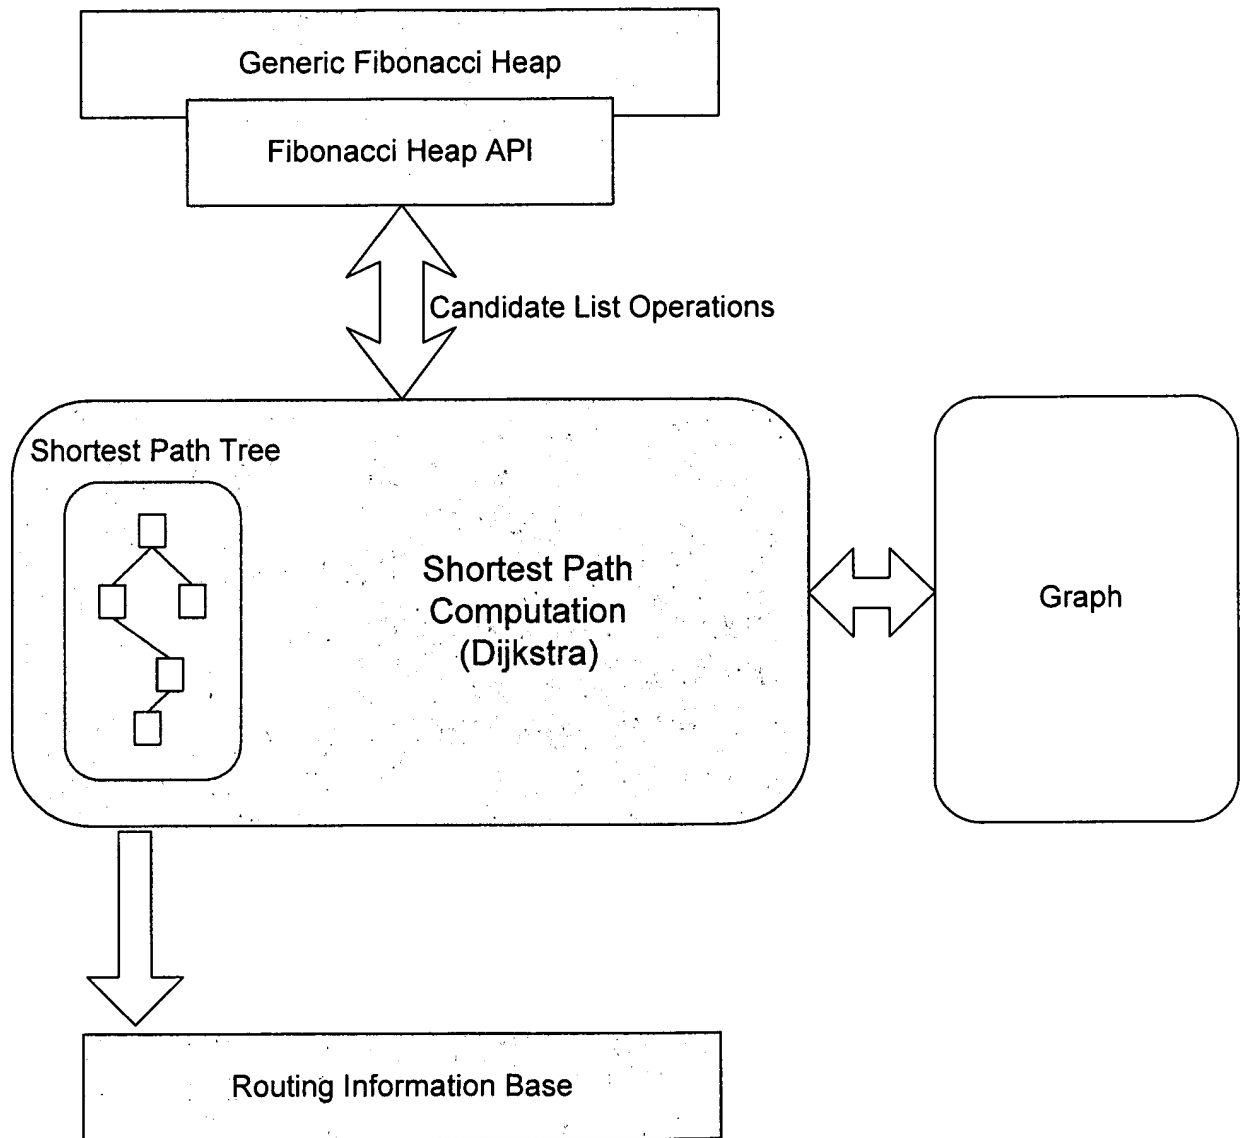 Generic Fibonacci Heap
Fibonacci Heap API
Candidate List Operations
Shortest Path Tree
Shortest Path
Computation
(Dijkstra)
Graph
Routing Information Base